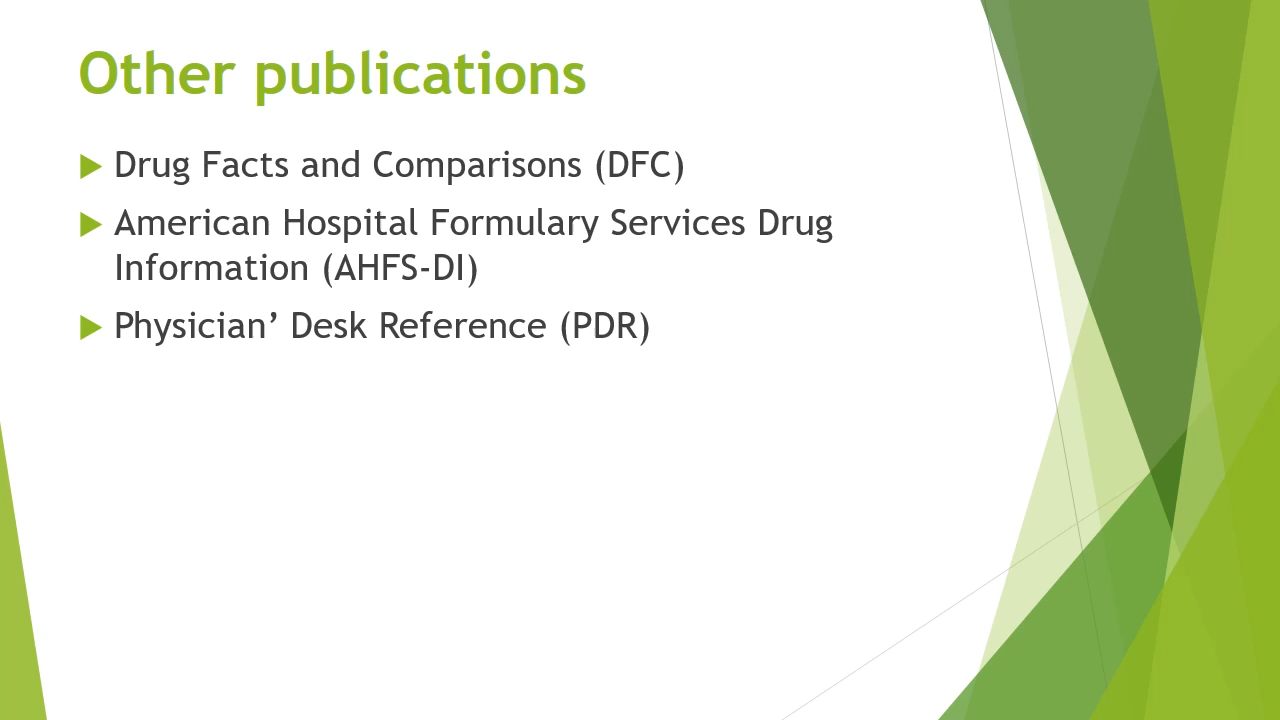 Other publications
Drug Facts and Comparisons (DFC)
American Hospital Formulary Services Drug
Information (AHFS-DI)
Physician’ Desk Reference (PDR)